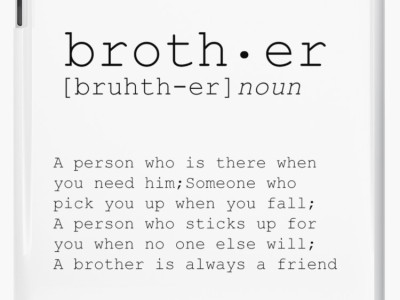 broth·er
[bruhth-er]noun
A person who is there when
you need him;Someone who
pick you up when you fall;
A person who sticks up for
you when no one else will;
A brother is always a friend